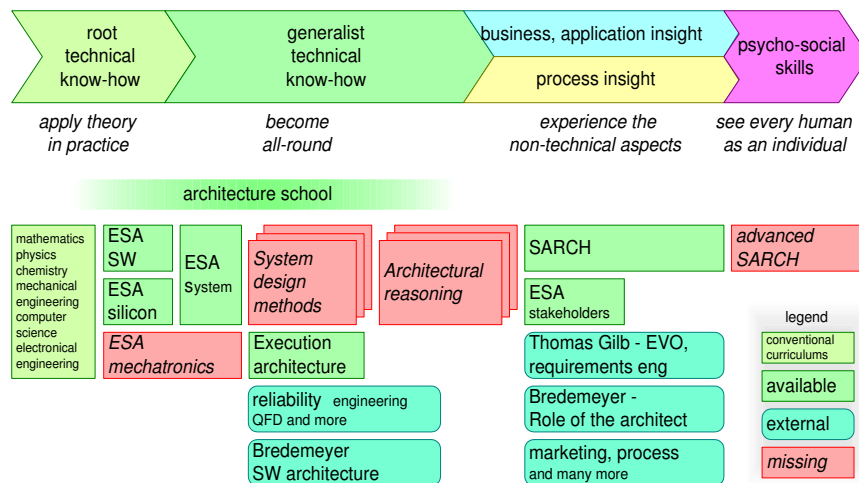 root
technical
know-how
generalist
technical
know-how
business, application insight
process insight
psycho-social
skills
apply theory
in practice
become
all-round
experience the
non-technical aspects
see every human
as an individual
architecture school
mathematics
physics
chemistry
mechanical
engineering
computer
science
electronical
engineering
ESA
SW
ESA
silicon
ESA
mechatronics
ESA
System
System
design
methods
Architectural
reasoning
Execution
architecture
reliability engineering
QFD and more
Bredemeyer
SW architecture
SARCH
ESA
stakeholders
Thomas Gilb - EVO,
requirements eng
Bredemeyer -
Role of the architect
marketing, process
and many more
advanced
SARCH
legend
conventional
curriculums
available
external
missing